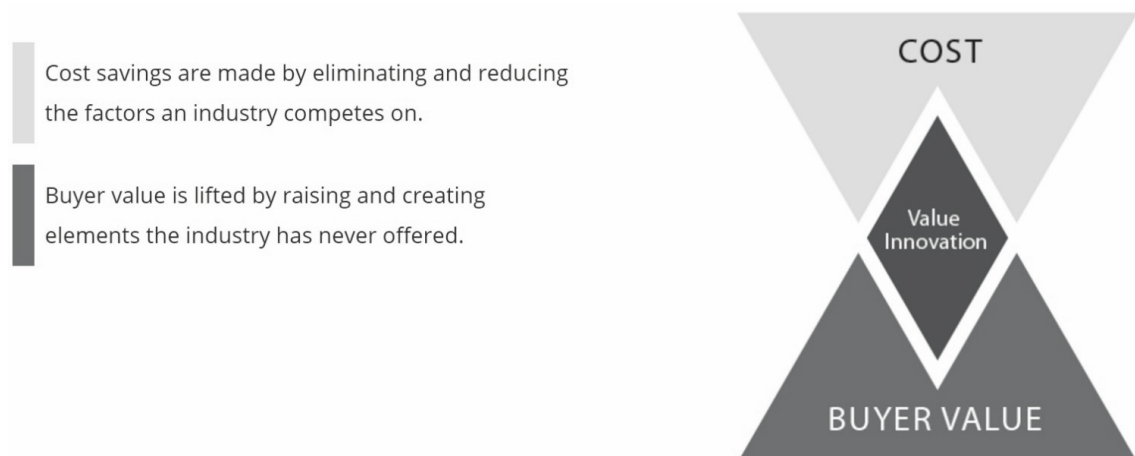 Cost savings are made by eliminating and reducing
the factors an industry competes on.
Buyer value is lifted by raising and creating
elements the industry has never offered.
COST
Value
Innovation
BUYER VALUE